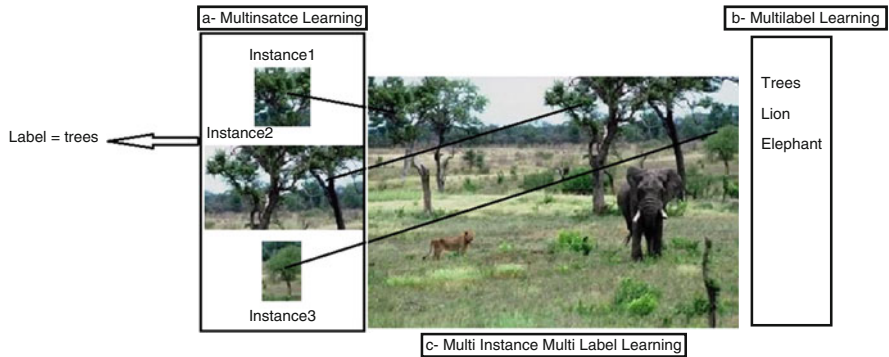 a- Multinsatce Learning
b- Multilabel Learning
Instance1
Instance2
Instance3
Label = trees
Trees
Lion
Elephant
c- Multi Instance Multi Label Learning